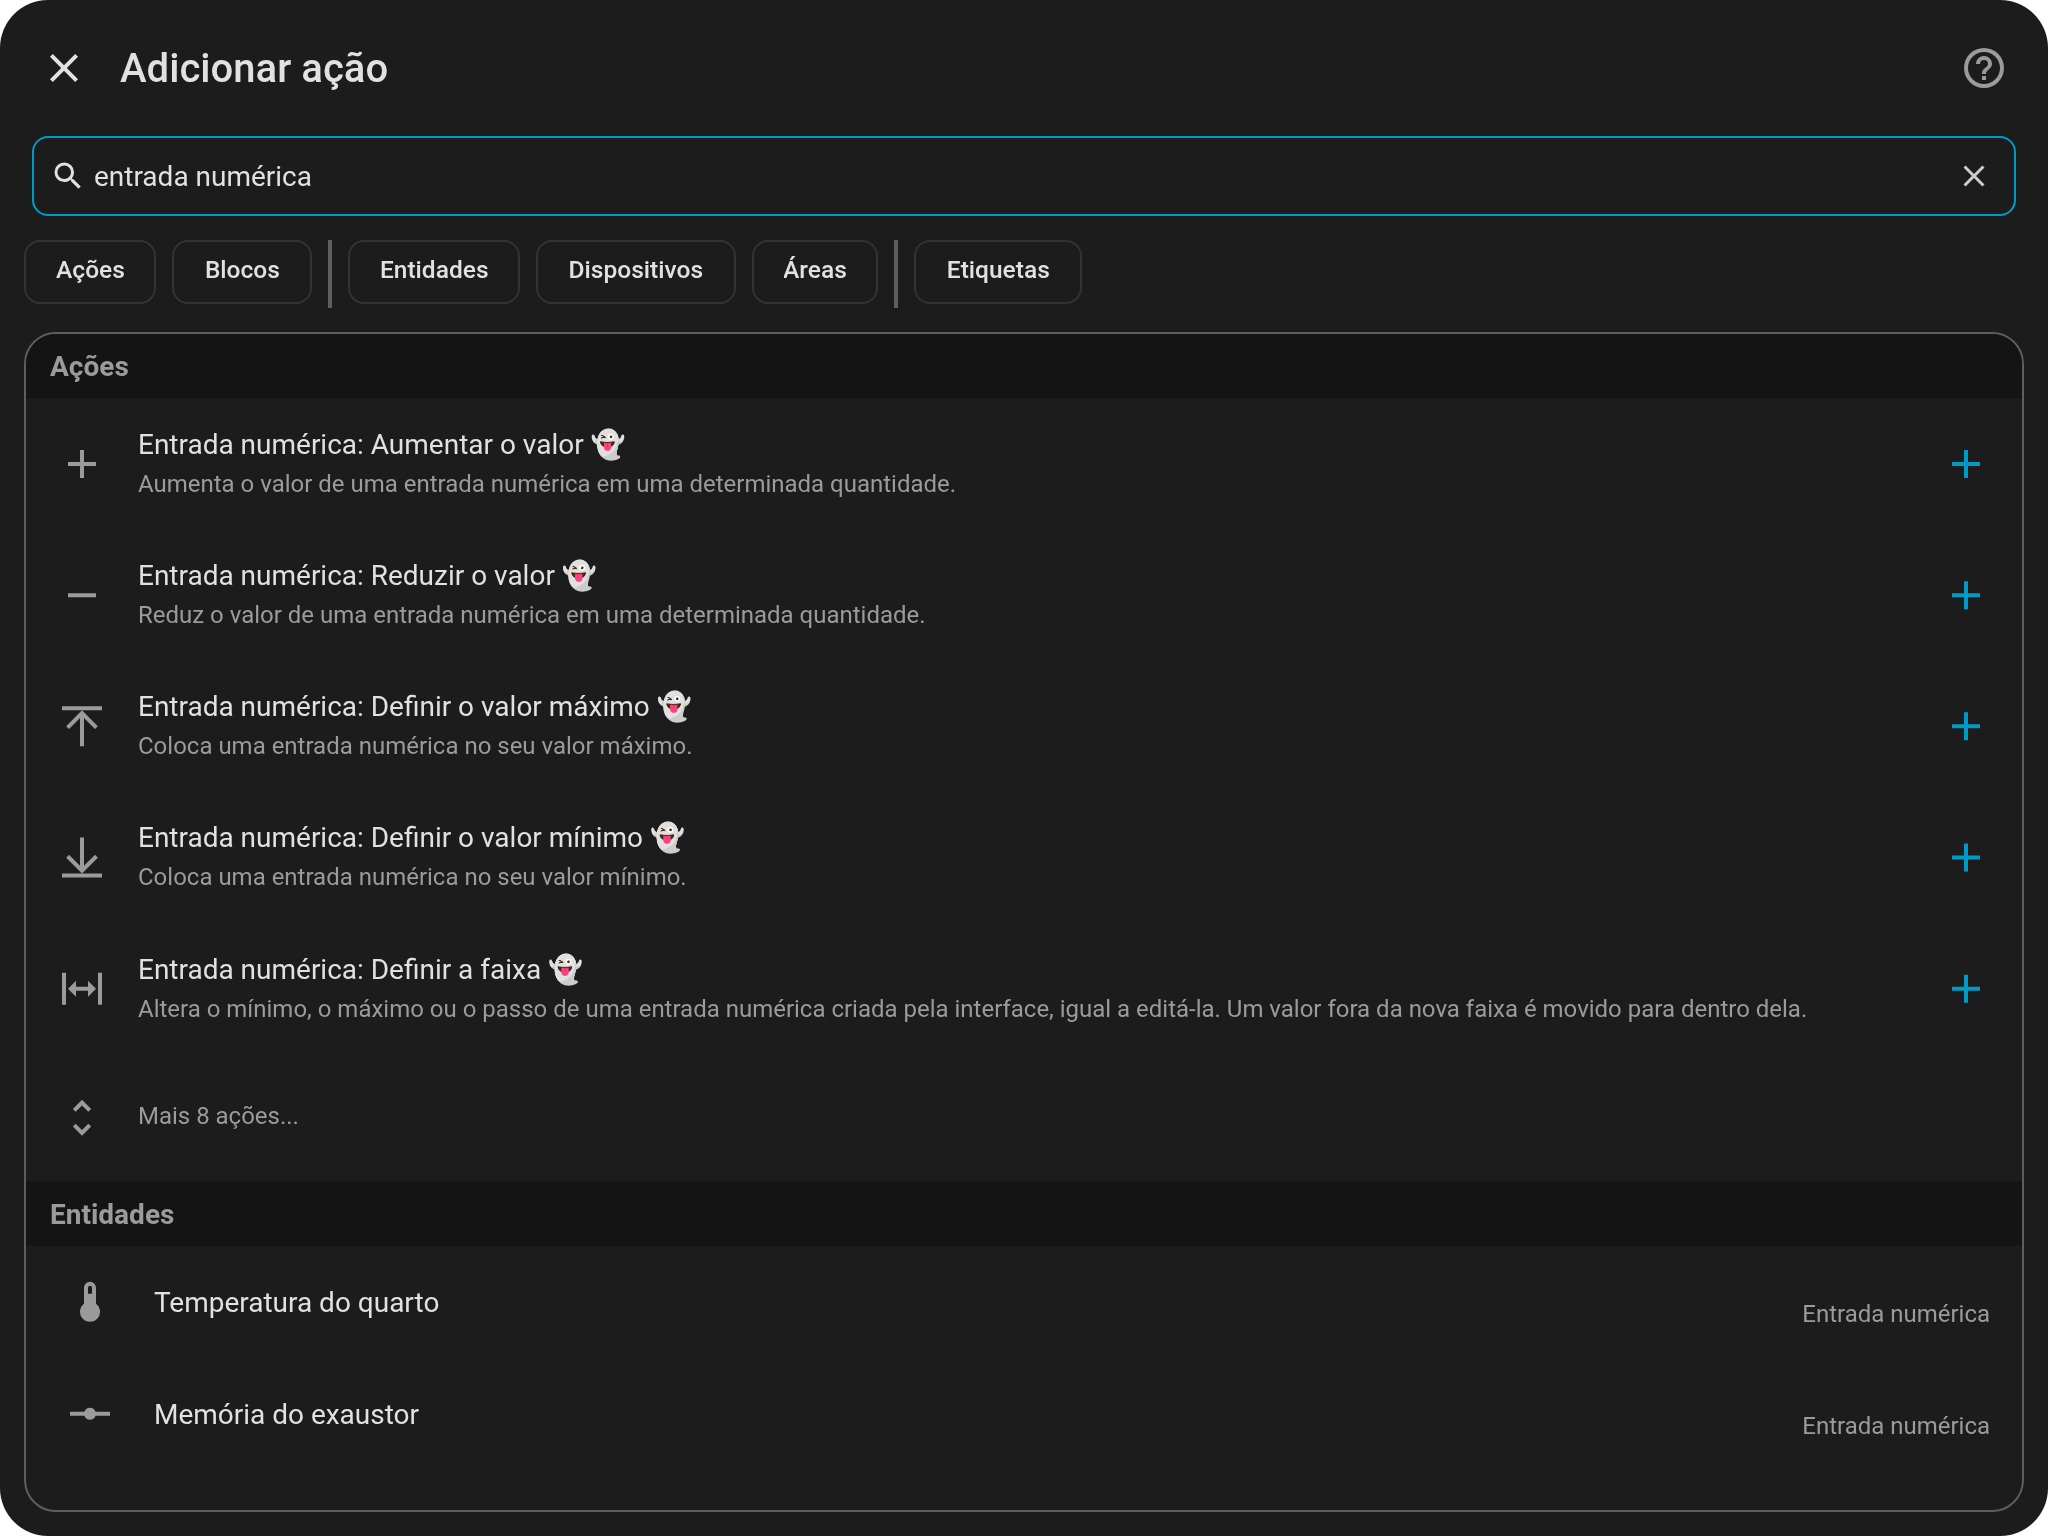 Adicionar ação
entrada numérica
Ações
Blocos
Entidades
Dispositivos
Áreas
Etiquetas
Ações
Entrada numérica: Aumentar o valor 👻
Aumenta o valor de uma entrada numérica em uma determinada quantidade.
Entrada numérica: Reduzir o valor 👻
Reduz o valor de uma entrada numérica em uma determinada quantidade.
Entrada numérica: Definir o valor máximo 👻
Coloca uma entrada numérica no seu valor máximo.
Entrada numérica: Definir o valor mínimo 👻
Coloca uma entrada numérica no seu valor mínimo.
Entrada numérica: Definir a faixa 👻
Altera o mínimo, o máximo ou o passo de uma entrada numérica criada pela interface, igual a editá-la. Um valor fora da nova faixa é movido para dentro dela.
Mais 8 ações...
Entidades
Temperatura do quarto
Entrada numérica
Memória do exaustor
Entrada numérica